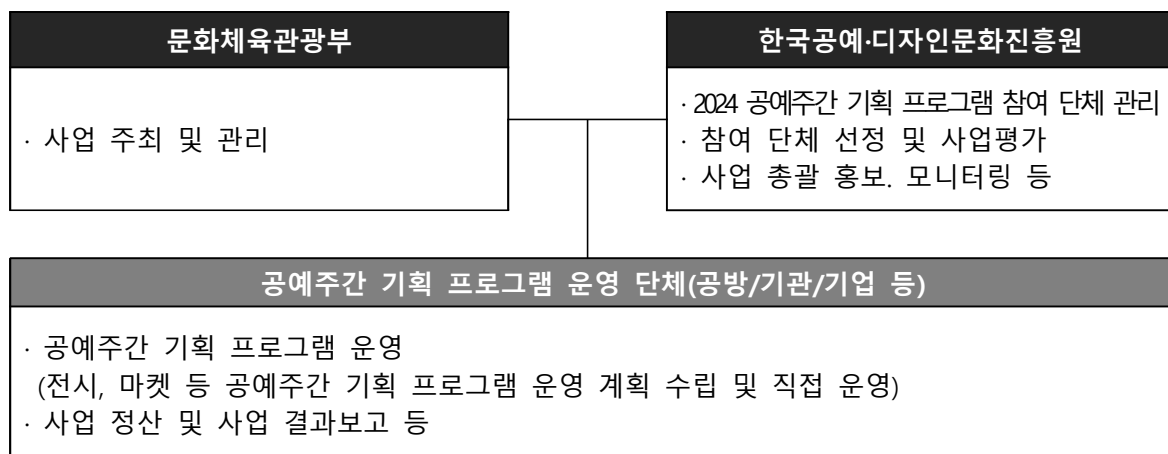 문화체육관광부
· 사업 주최 및 관리
한국공예·디자인문화진흥원
· 2024 공예주간 기획 프로그램 참여 단체 관리
· 참여 단체 선정 및 사업평가
· 사업 총괄 홍보. 모니터링 등
공예주간 기획 프로그램 운영 단체(공방/기관/기업 등)
· 공예주간 기획 프로그램 운영
(전시, 마켓 등 공예주간 기획 프로그램 운영 계획 수립 및 직접 운영)
· 사업 정산 및 사업 결과보고 등